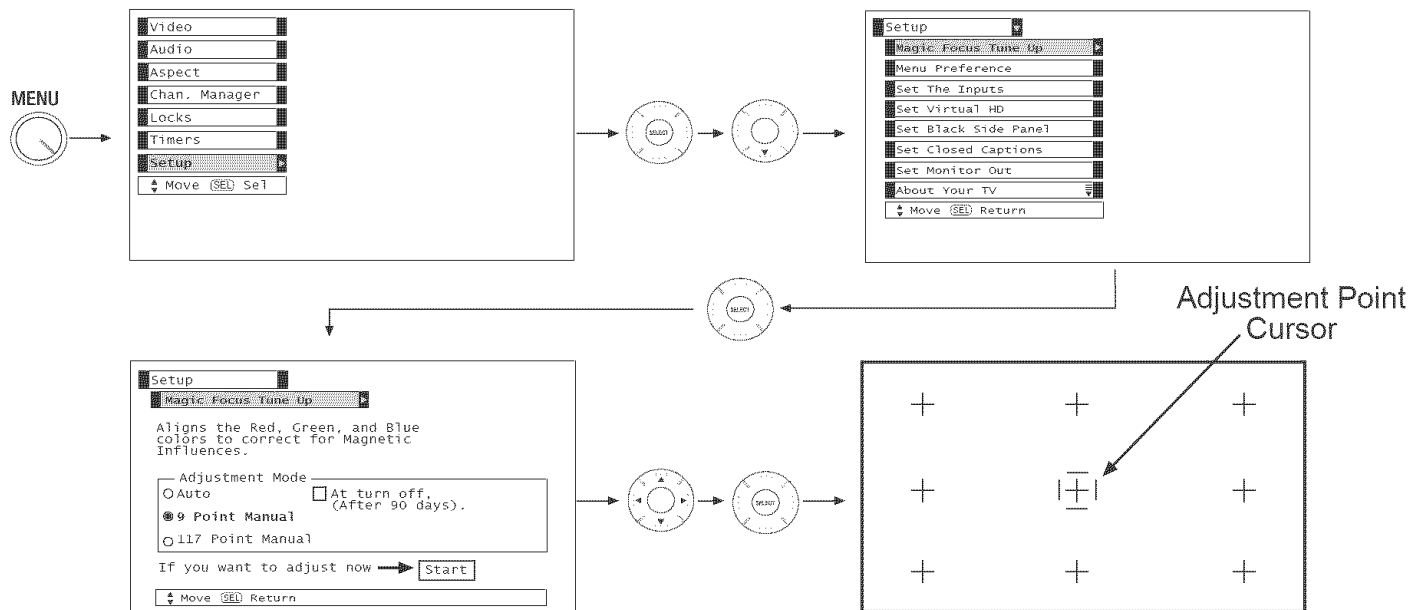 MENU
Video
Audio
Aspect
Chan. Manager
Locks
Timers
Setup
Move SEL Sel
SELECT
Setup
Magic Focus Tune Up
Menu Preference
Set The Inputs
Set Virtual HD
Set Black Side Panel
Set Closed Captions
Set Monitor Out
About Your TV
Move SEL Return
SELECT
Adjustment Point
Cursor
Setup
Magic Focus Tune Up
Aligns the Red, Green, and Blue
colors to correct for Magnetic
Influences.
Adjustment Mode
Auto
At turn off,
(After 90 days).
9 Point Manual
117 Point Manual
If you want to adjust now Start
Move SEL Return
SELECT